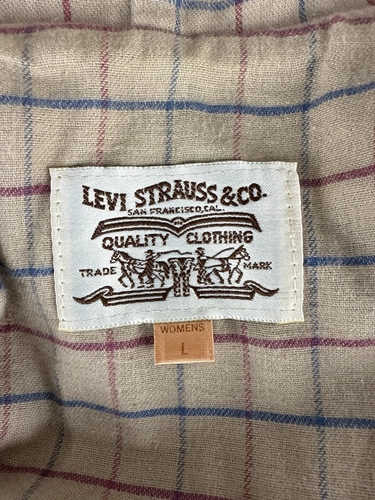 LEVI STRAUSS & CO.
SAN FRANCISCO, CAL.
QUALITY CLOTHING
TRADE MARK
WOMENS
L